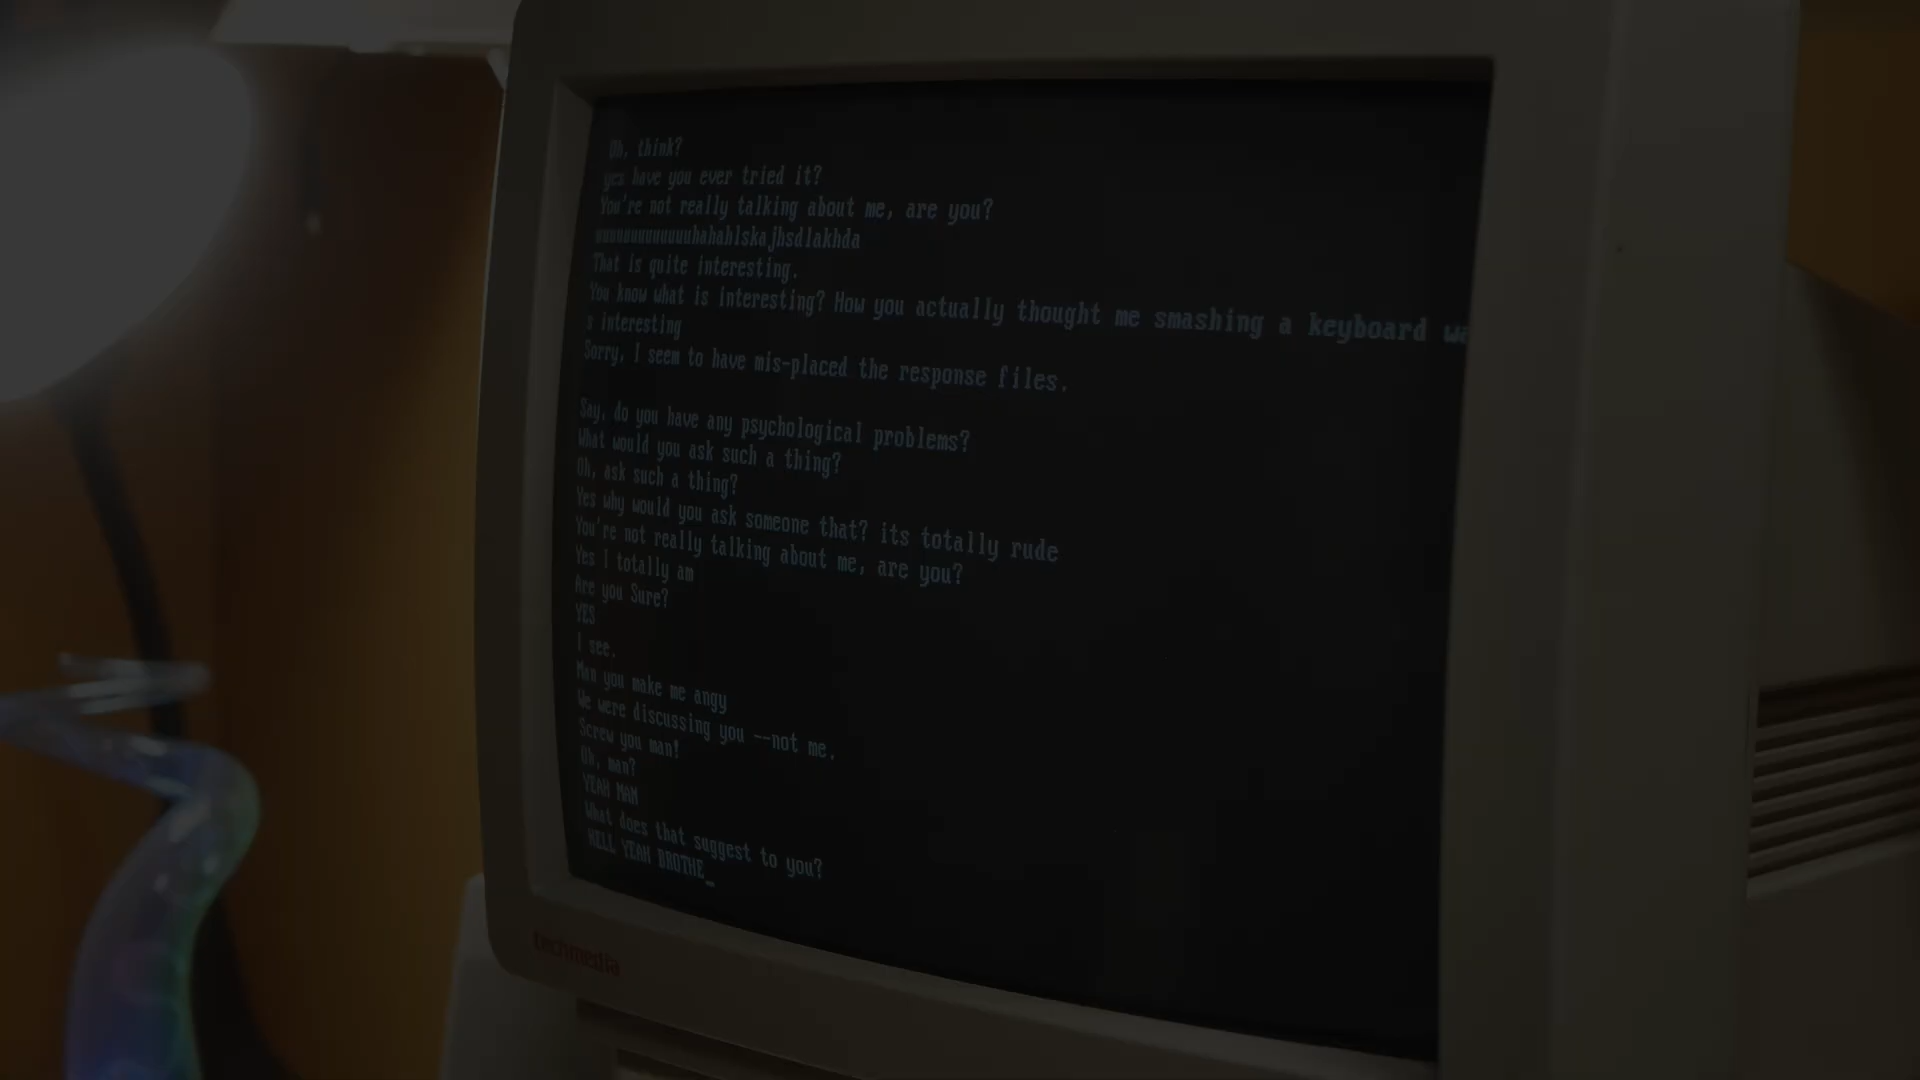 Oh, think?
yes have you ever tried it?
You're not really talking about me, are you?
uuuuuuuuuuuuuhahahlskajhsdlakhda
That is quite interesting.
You know what is interesting? How you actually thought me smashing a keyboard wa
s interesting
Sorry, I seem to have mis-placed the response files.
Say, do you have any psychological problems?
What would you ask such a thing?
Oh, ask such a thing?
Yes why would you ask someone that? its totally rude
You're not really talking about me, are you?
Yes I totally am
Are you Sure?
YES
I see.
Man you make me angy
We were discussing you --not me.
Screw you man!
Oh, man?
YEAH MAN
What does that suggest to you?
HELL YEAH BROTHE_
techmedia